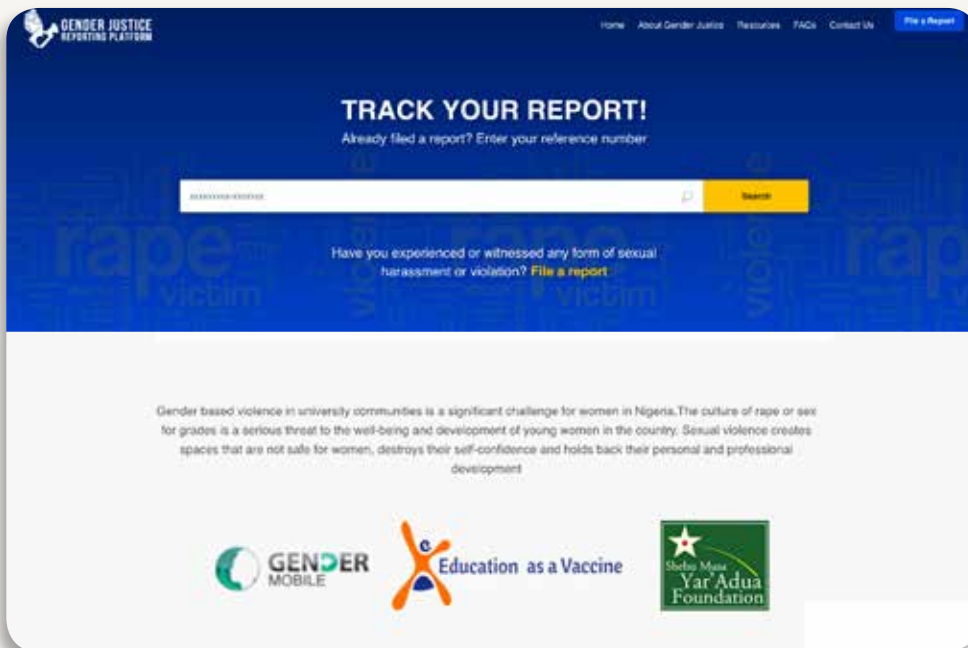 GENDER JUSTICE
REPORTING PLATFORM
Home About Gender Justice Resources FAQs Contact Us File a Report
TRACK YOUR REPORT!
Already filed a report? Enter your reference number
Search
Have you experienced or witnessed any form of sexual
harassment or violation? File a report
rape
victim
violence
victim
violence
rap
Gender based violence in university communities is a significant challenge for women in Nigeria.The culture of rape or sex
for grades is a serious threat to the well-being and development of young women in the country. Sexual violence creates
spaces that are not safe for women, destroys their self-confidence and holds back their personal and professional
development
GENDER
MOBILE
e
Education as a Vaccine
Shehu Musa
Yar'Adua
Foundation